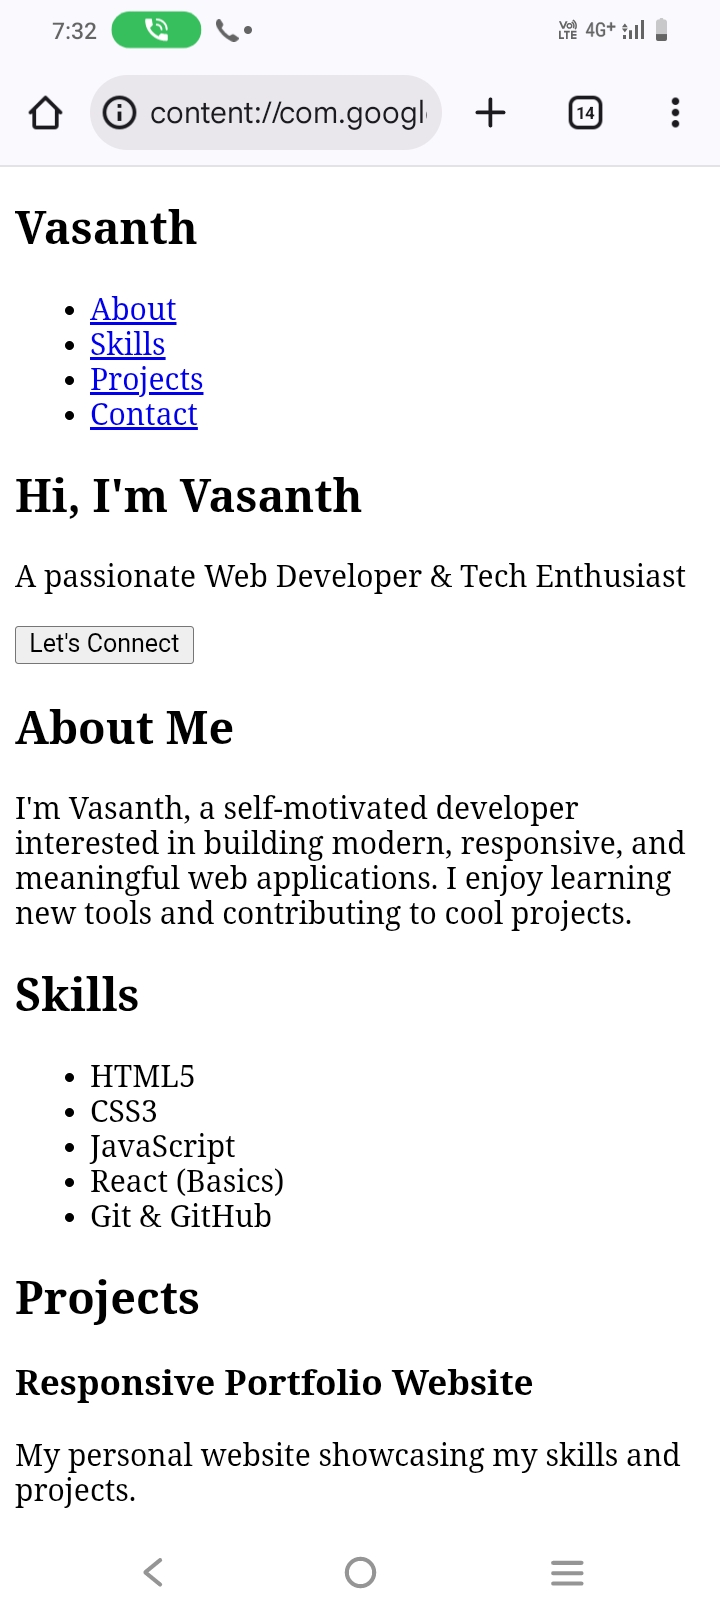 7:32
Vo))
LTE
4G+
content://com.googl
14
Vasanth
About
Skills
Projects
Contact
Hi, I'm Vasanth
A passionate Web Developer & Tech Enthusiast
Let's Connect
About Me
I'm Vasanth, a self-motivated developer
interested in building modern, responsive, and
meaningful web applications. I enjoy learning
new tools and contributing to cool projects.
Skills
HTML5
CSS3
JavaScript
React (Basics)
Git & GitHub
Projects
Responsive Portfolio Website
My personal website showcasing my skills and
projects.